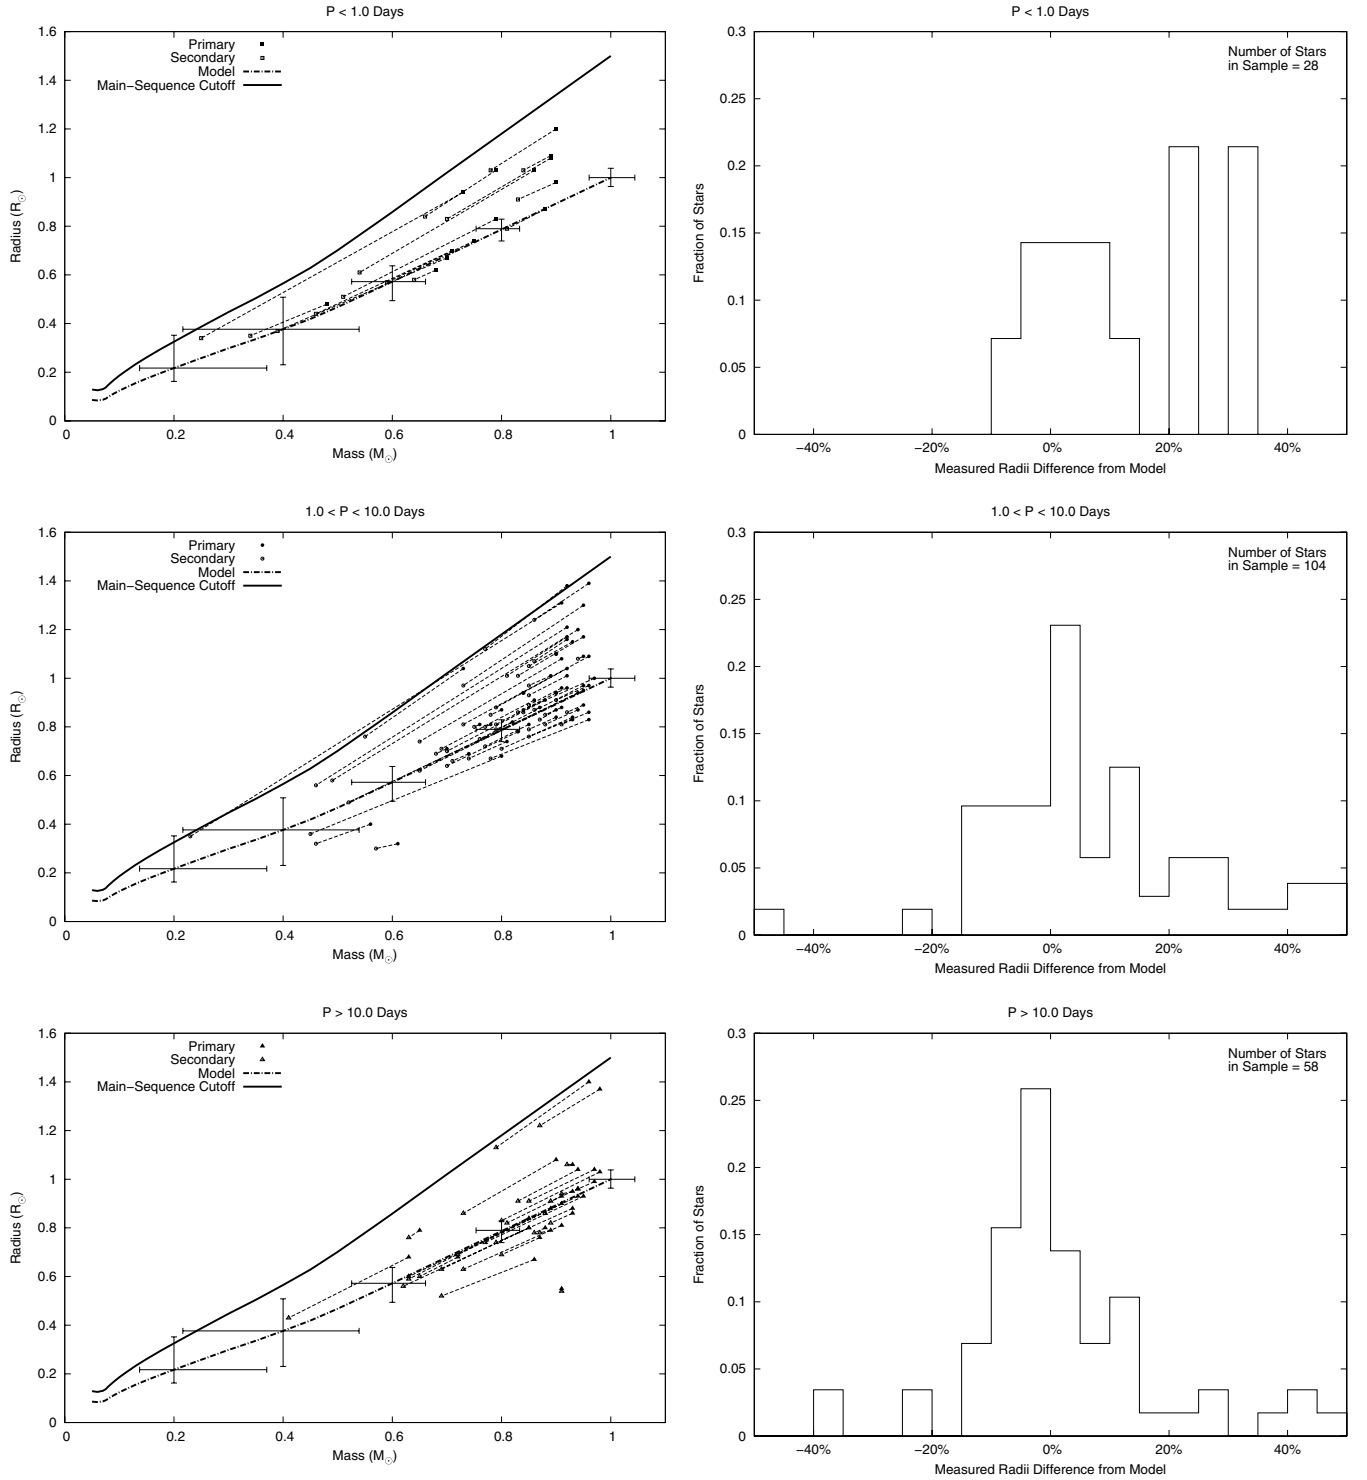 P < 1.0 Days
Primary
Secondary
Model
Main−Sequence Cutoff
Radius (R☉)
1.6
1.4
1.2
1
0.8
0.6
0.4
0.2
0
0 0.2 0.4 0.6 0.8 1
Mass (M☉)
P < 1.0 Days
Number of Stars
in Sample = 28
Fraction of Stars
0.3
0.25
0.2
0.15
0.1
0.05
0
−40% −20% 0% 20% 40%
Measured Radii Difference from Model
1.0 < P < 10.0 Days
Primary
Secondary
Model
Main−Sequence Cutoff
Radius (R☉)
1.6
1.4
1.2
1
0.8
0.6
0.4
0.2
0
0 0.2 0.4 0.6 0.8 1
Mass (M☉)
1.0 < P < 10.0 Days
Number of Stars
in Sample = 104
Fraction of Stars
0.3
0.25
0.2
0.15
0.1
0.05
0
−40% −20% 0% 20% 40%
Measured Radii Difference from Model
P > 10.0 Days
Primary
Secondary
Model
Main−Sequence Cutoff
Radius (R☉)
1.6
1.4
1.2
1
0.8
0.6
0.4
0.2
0
0 0.2 0.4 0.6 0.8 1
Mass (M☉)
P > 10.0 Days
Number of Stars
in Sample = 58
Fraction of Stars
0.3
0.25
0.2
0.15
0.1
0.05
0
−40% −20% 0% 20% 40%
Measured Radii Difference from Model